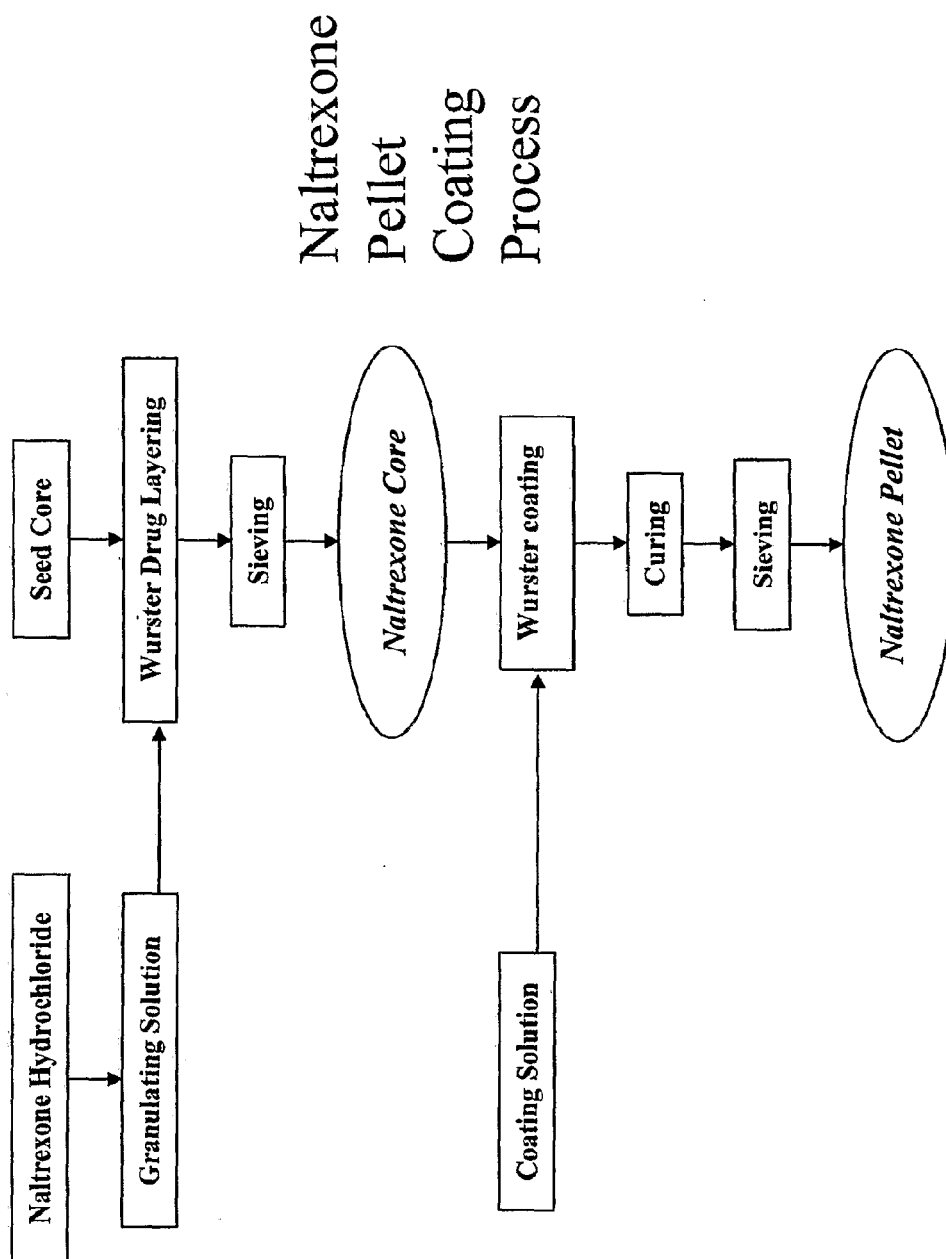 Naltrexone
Pellet
Coating
Process
Naltrexone Hydrochloride
Seed Core
Granulating Solution
Wurster Drug Layering
Sieving
Naltrexone Core
Coating Solution
Wurster coating
Curing
Sieving
Naltrexone Pellet